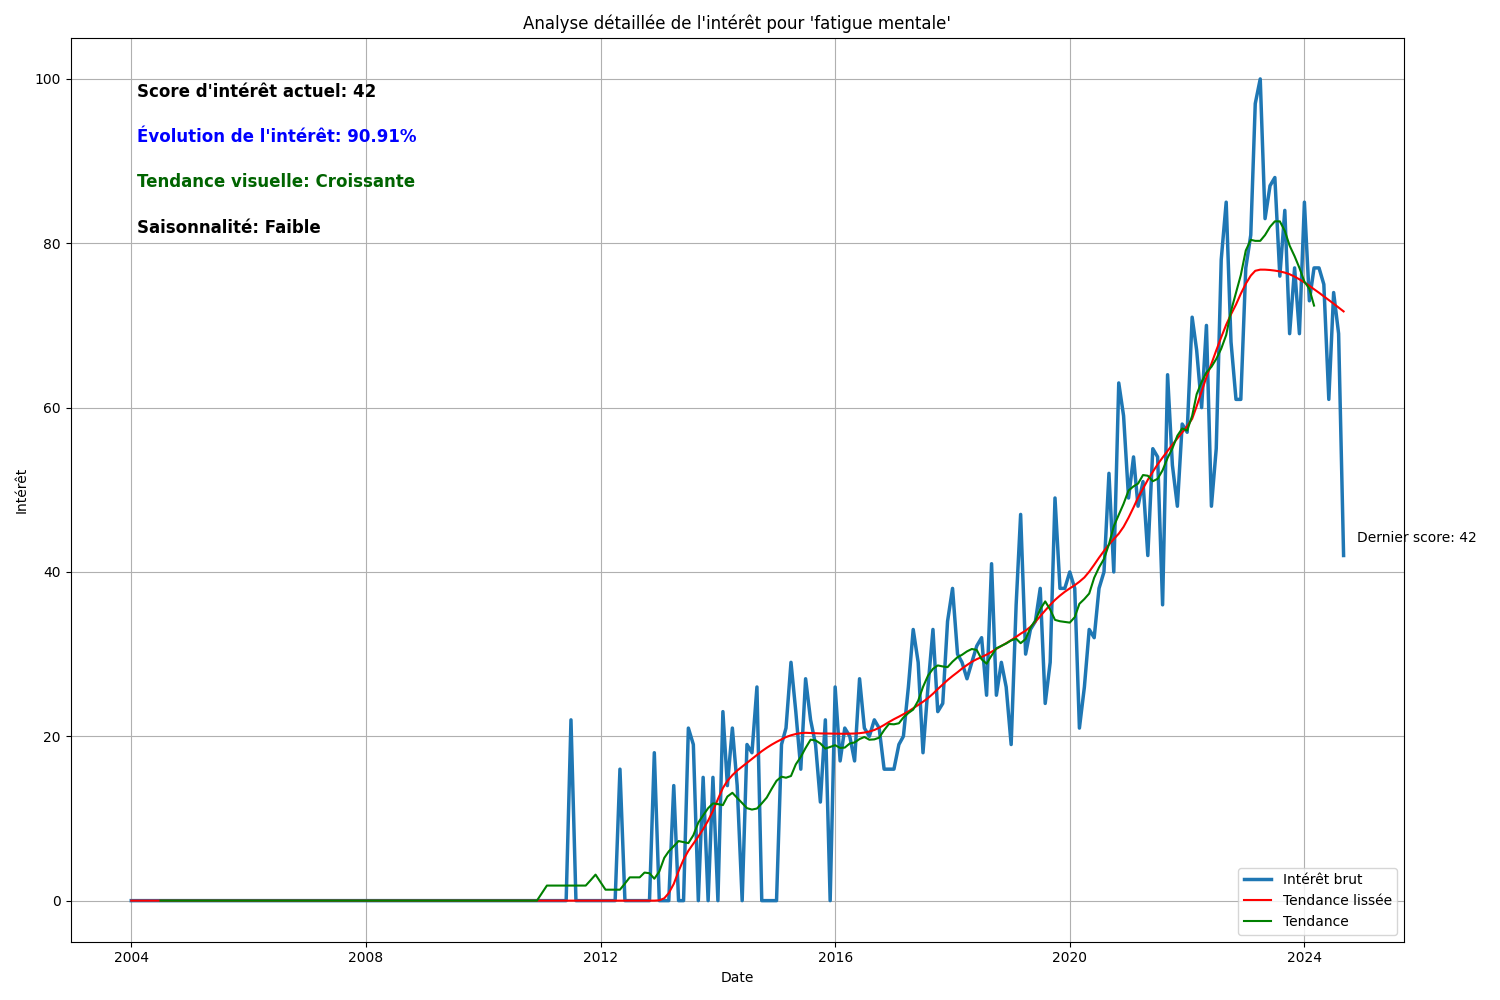 Analyse détaillée de l'intérêt pour 'fatigue mentale'
Score d'intérêt actuel: 42
Évolution de l'intérêt: 90.91%
Tendance visuelle: Croissante
Saisonnalité: Faible
100
80
60
40
20
0
Intérêt
Dernier score: 42
Intérêt brut
Tendance lissée
Tendance
2004 2008 2012 2016 2020 2024
Date